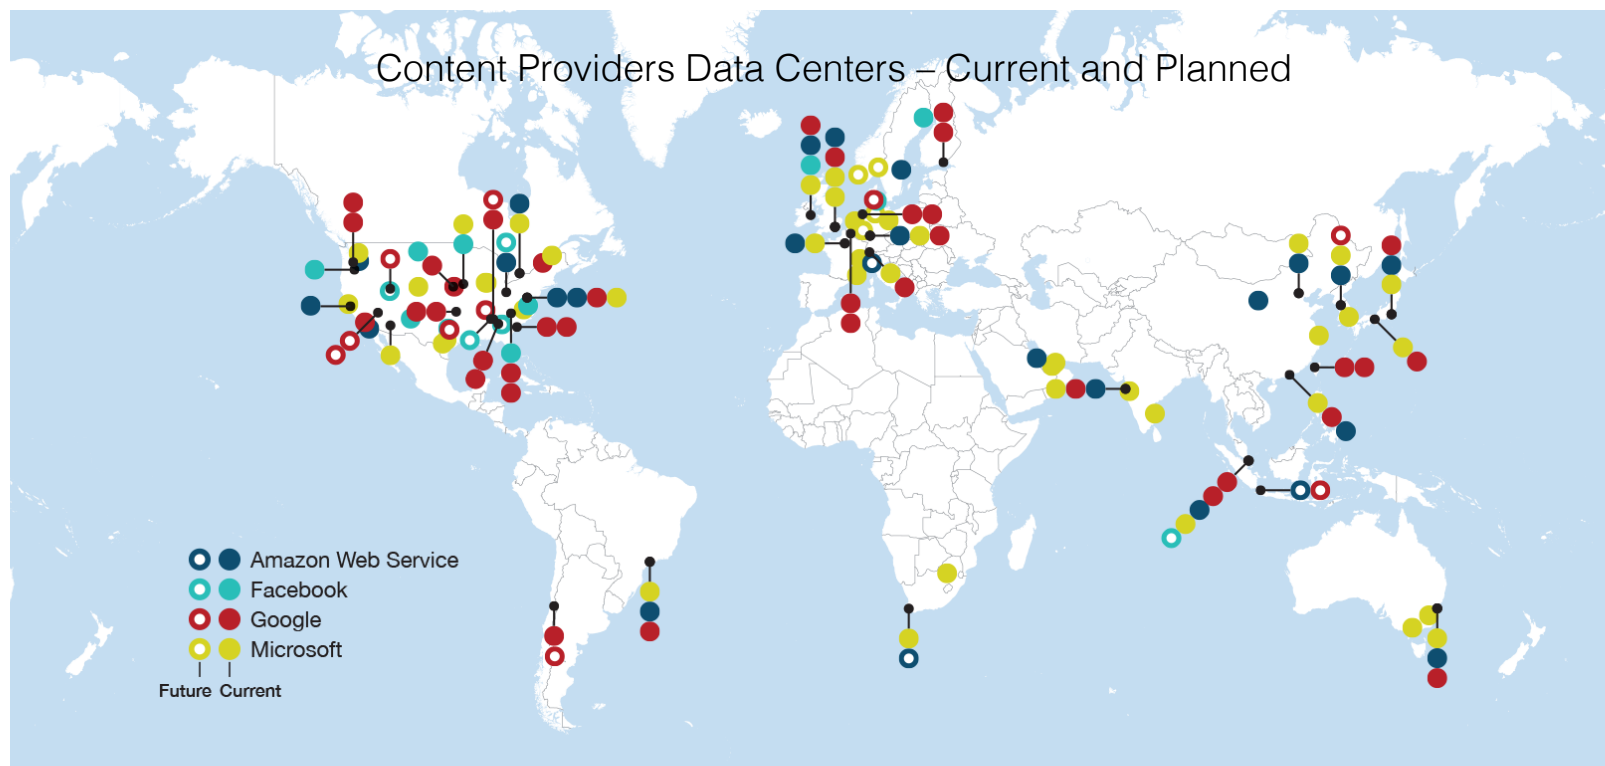 Content Providers Data Centers – Current and Planned
Amazon Web Service
Facebook
Google
Microsoft
Future Current